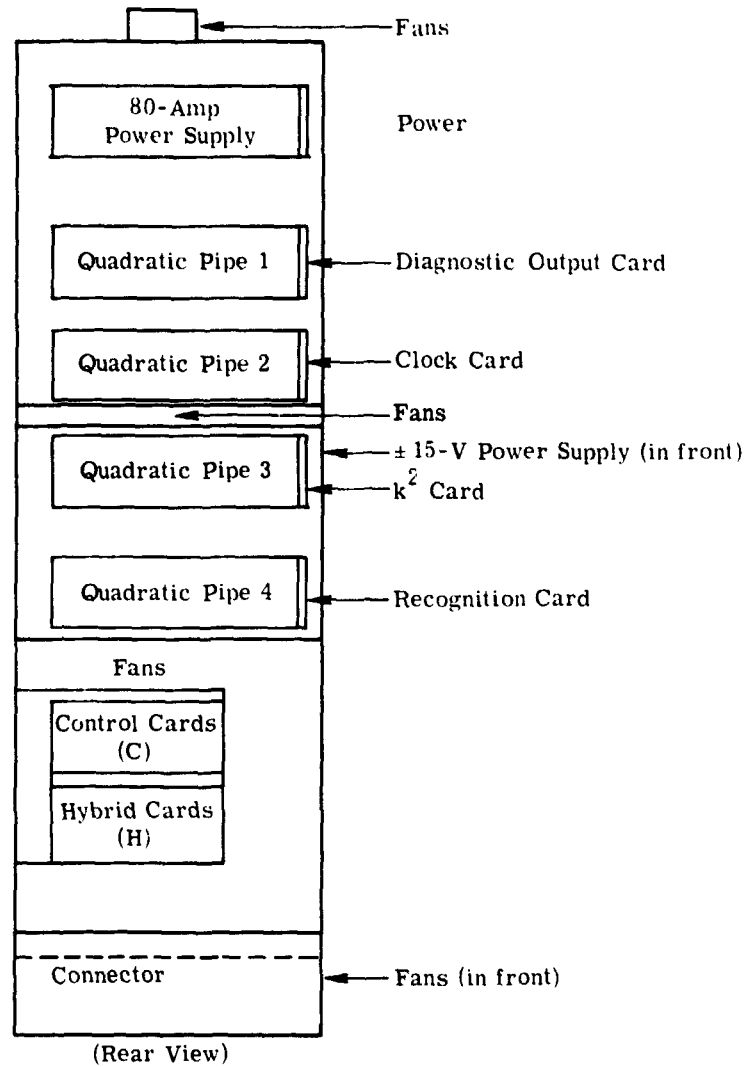 Fans
80-Amp
Power Supply
Power
Quadratic Pipe 1
Diagnostic Output Card
Quadratic Pipe 2
Clock Card
Fans
± 15-V Power Supply (in front)
Quadratic Pipe 3
k² Card
Quadratic Pipe 4
Recognition Card
Fans
Control Cards
(C)
Hybrid Cards
(H)
Connector
Fans (in front)
(Rear View)